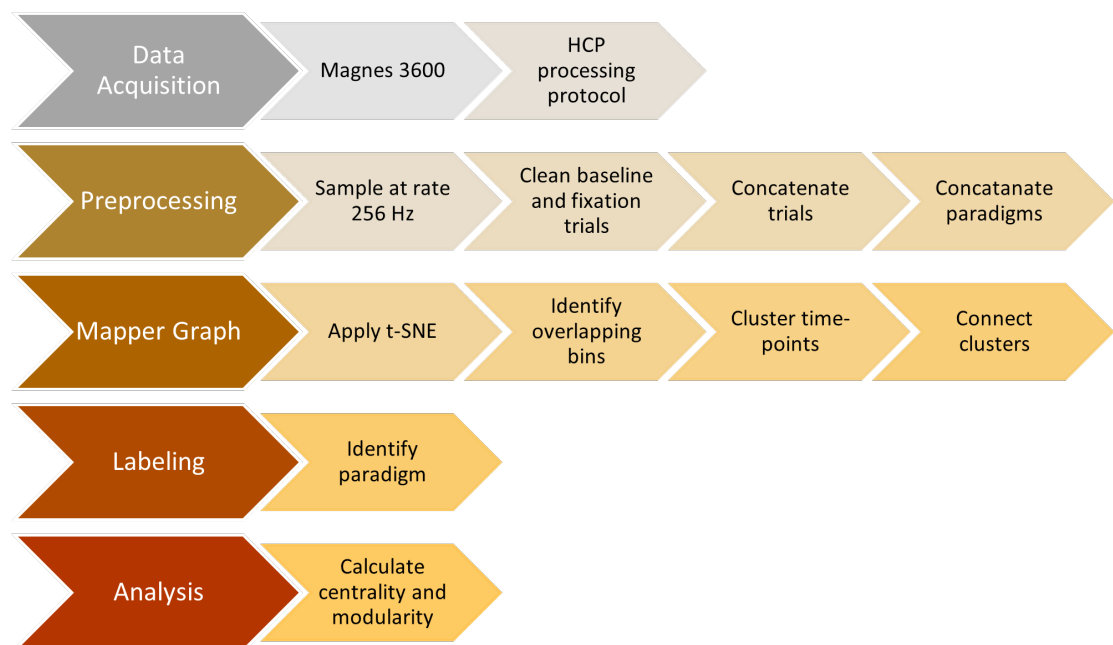 Data
Acquisition
Magnes 3600
HCP
processing
protocol
Preprocessing
Sample at rate
256 Hz
Clean baseline
and fixation
trials
Concatenate
trials
Concatanate
paradigms
Mapper Graph
Apply t-SNE
Identify
overlapping
bins
Cluster time-
points
Connect
clusters
Labeling
Identify
paradigm
Analysis
Calculate
centrality and
modularity